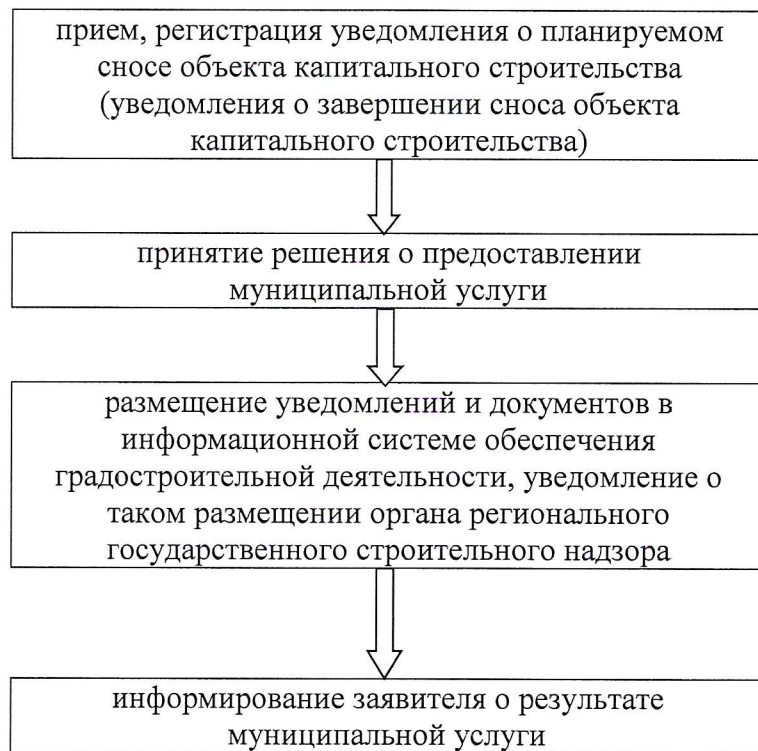 прием, регистрация уведомления о планируемом
сносе объекта капитального строительства
(уведомления о завершении сноса объекта
капитального строительства)
принятие решения о предоставлении
муниципальной услуги
размещение уведомлений и документов в
информационной системе обеспечения
градостроительной деятельности, уведомление о
таком размещении органа регионального
государственного строительного надзора
информирование заявителя о результате
муниципальной услуги